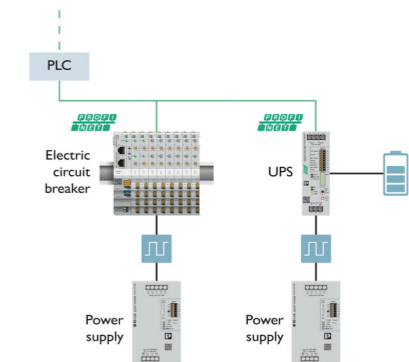 PLC
PROFI
NET
PROFI
NET
Electric
circuit
breaker
UPS
Power
supply
Power
supply